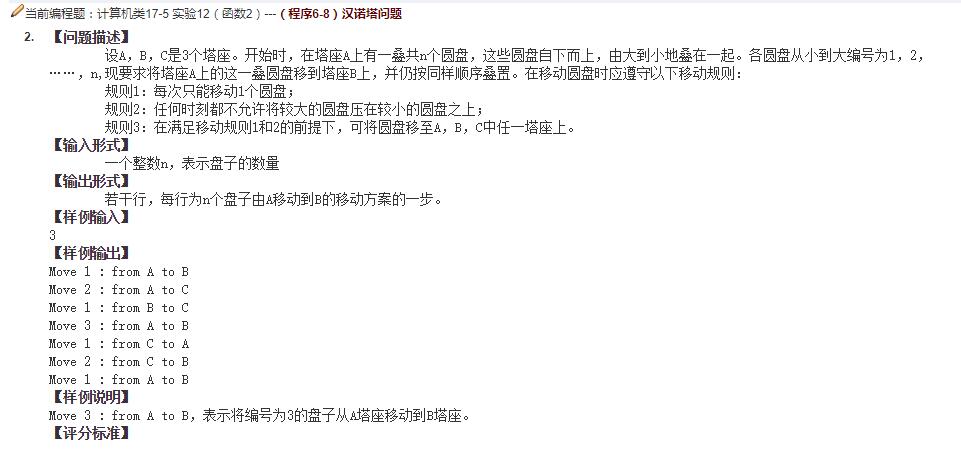 当前编程题：计算机类17-5 实验12（函数2）---（程序6-8）汉诺塔问题
2. 【问题描述】
设A，B，C是3个塔座。开始时，在塔座A上有一叠共n个圆盘，这些圆盘自下而上，由大到小地叠在一起。各圆盘从小到大编号为1，2，
……，n,现要求将塔座A上的这一叠圆盘移到塔座B上，并仍按同样顺序叠置。在移动圆盘时应遵守以下移动规则：
规则1：每次只能移动1个圆盘；
规则2：任何时刻都不允许将较大的圆盘压在较小的圆盘之上；
规则3：在满足移动规则1和2的前提下，可将圆盘移至A，B，C中任一塔座上。
【输入形式】
一个整数n，表示盘子的数量
【输出形式】
若干行，每行为n个盘子由A移动到B的移动方案的一步。
【样例输入】
3
【样例输出】
Move 1 : from A to B
Move 2 : from A to C
Move 1 : from B to C
Move 3 : from A to B
Move 1 : from C to A
Move 2 : from C to B
Move 1 : from A to B
【样例说明】
Move 3 : from A to B，表示将编号为3的盘子从A塔座移动到B塔座。
【评分标准】